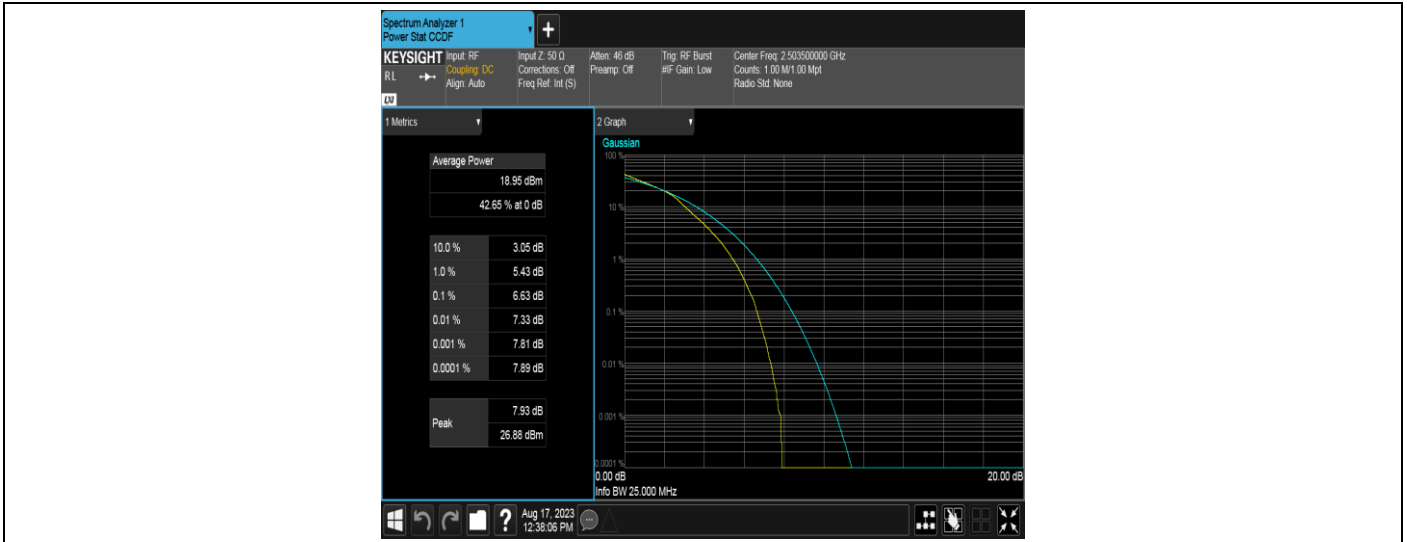 Spectrum Analyzer 1
Power Stat CCDF
+
KEYSIGHT
RL
LXI
Input: RF
Coupling: DC
Align: Auto
Input Z: 50 Ω
Corrections: Off
Freq Ref: Int (S)
Atten: 46 dB
Preamp: Off
Trig: RF Burst
#IF Gain: Low
Center Freq: 2.503500000 GHz
Counts: 1.00 M/1.00 Mpt
Radio Std: None
1 Metrics
Average Power
18.95 dBm
42.65 % at 0 dB
10.0 % 3.05 dB
1.0 % 5.43 dB
0.1 % 6.63 dB
0.01 % 7.33 dB
0.001 % 7.81 dB
0.0001 % 7.89 dB
Peak
7.93 dB
26.88 dBm
2 Graph
Gaussian
100 %
10 %
1 %
0.1 %
0.01 %
0.001 %
0.0001 %
0.00 dB 20.00 dB
Info BW 25.000 MHz
?
Aug 17, 2023
12:38:06 PM